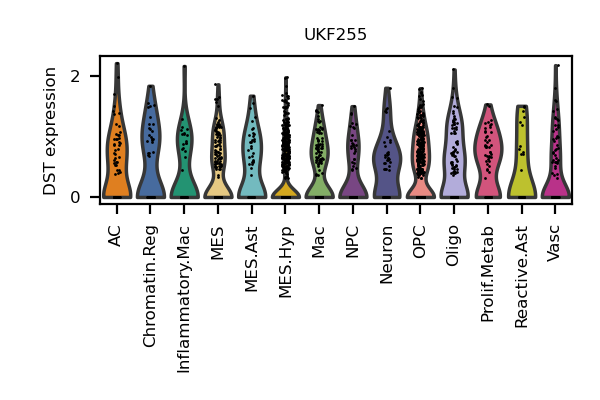 UKF255
DST expression
2
0
AC
Chromatin.Reg
Inflammatory.Mac
MES
MES.Ast
MES.Hyp
Mac
NPC
Neuron
OPC
Oligo
Prolif.Metab
Reactive.Ast
Vasc